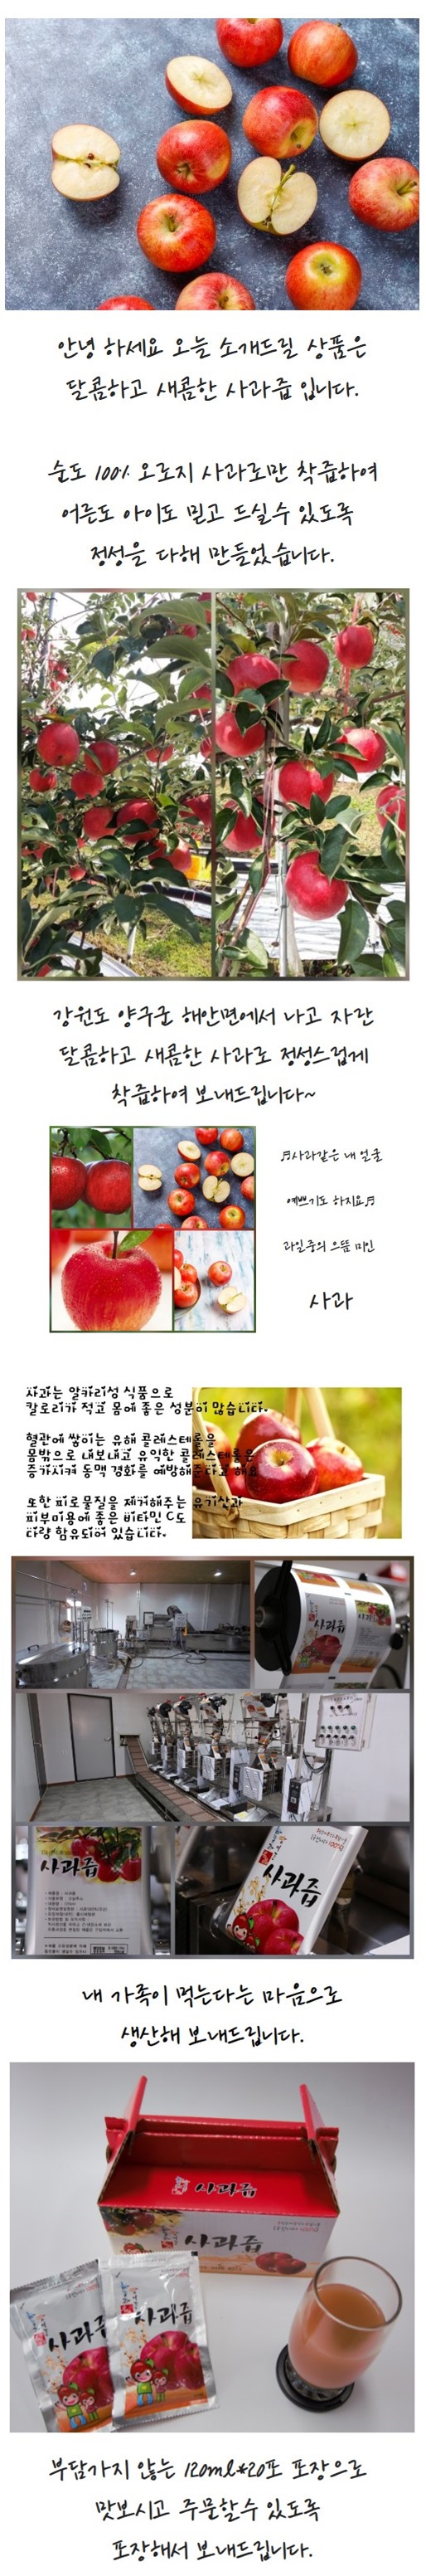 안녕 하세요 오늘 소개드릴 상품은
달콤하고 새콤한 사과즙 입니다.
순도 100% 오로지 사과로만 착즙하여
어른도 아이도 믿고 드실수 있도록
정성을 다해 만들었습니다.
강원도 양구군 해안면에서 나고 자란
달콤하고 새콤한 사과로 정성스럽게
착즙하여 보내드립니다~
♬사과같은 내 얼굴
예쁘기도 하지요♬
과일중의 으뜸 미인
사과
사과는 알카리성 식품으로
칼로리가 적고 몸에 좋은 성분이 많습니다.
혈관에 쌓이는 유해 콜레스테롤을
몸밖으로 내보내고 유익한 콜레스테롤은
증가시켜 동맥 경화를 예방해준다고 해요
또한 피로물질을 제거해주는 유기산과
피부미용에 좋은 비타민 C도
다량 함유되어 있습니다.
사과즙
사과즙
사과즙
100%
사과즙
내 가족이 먹는다는 마음으로
생산해 보내드립니다.
사과즙
사과즙
사과즙
사과즙
부담가지 않는 120ml*20포 포장으로
맛보시고 주문할수 있도록
포장해서 보내드립니다.